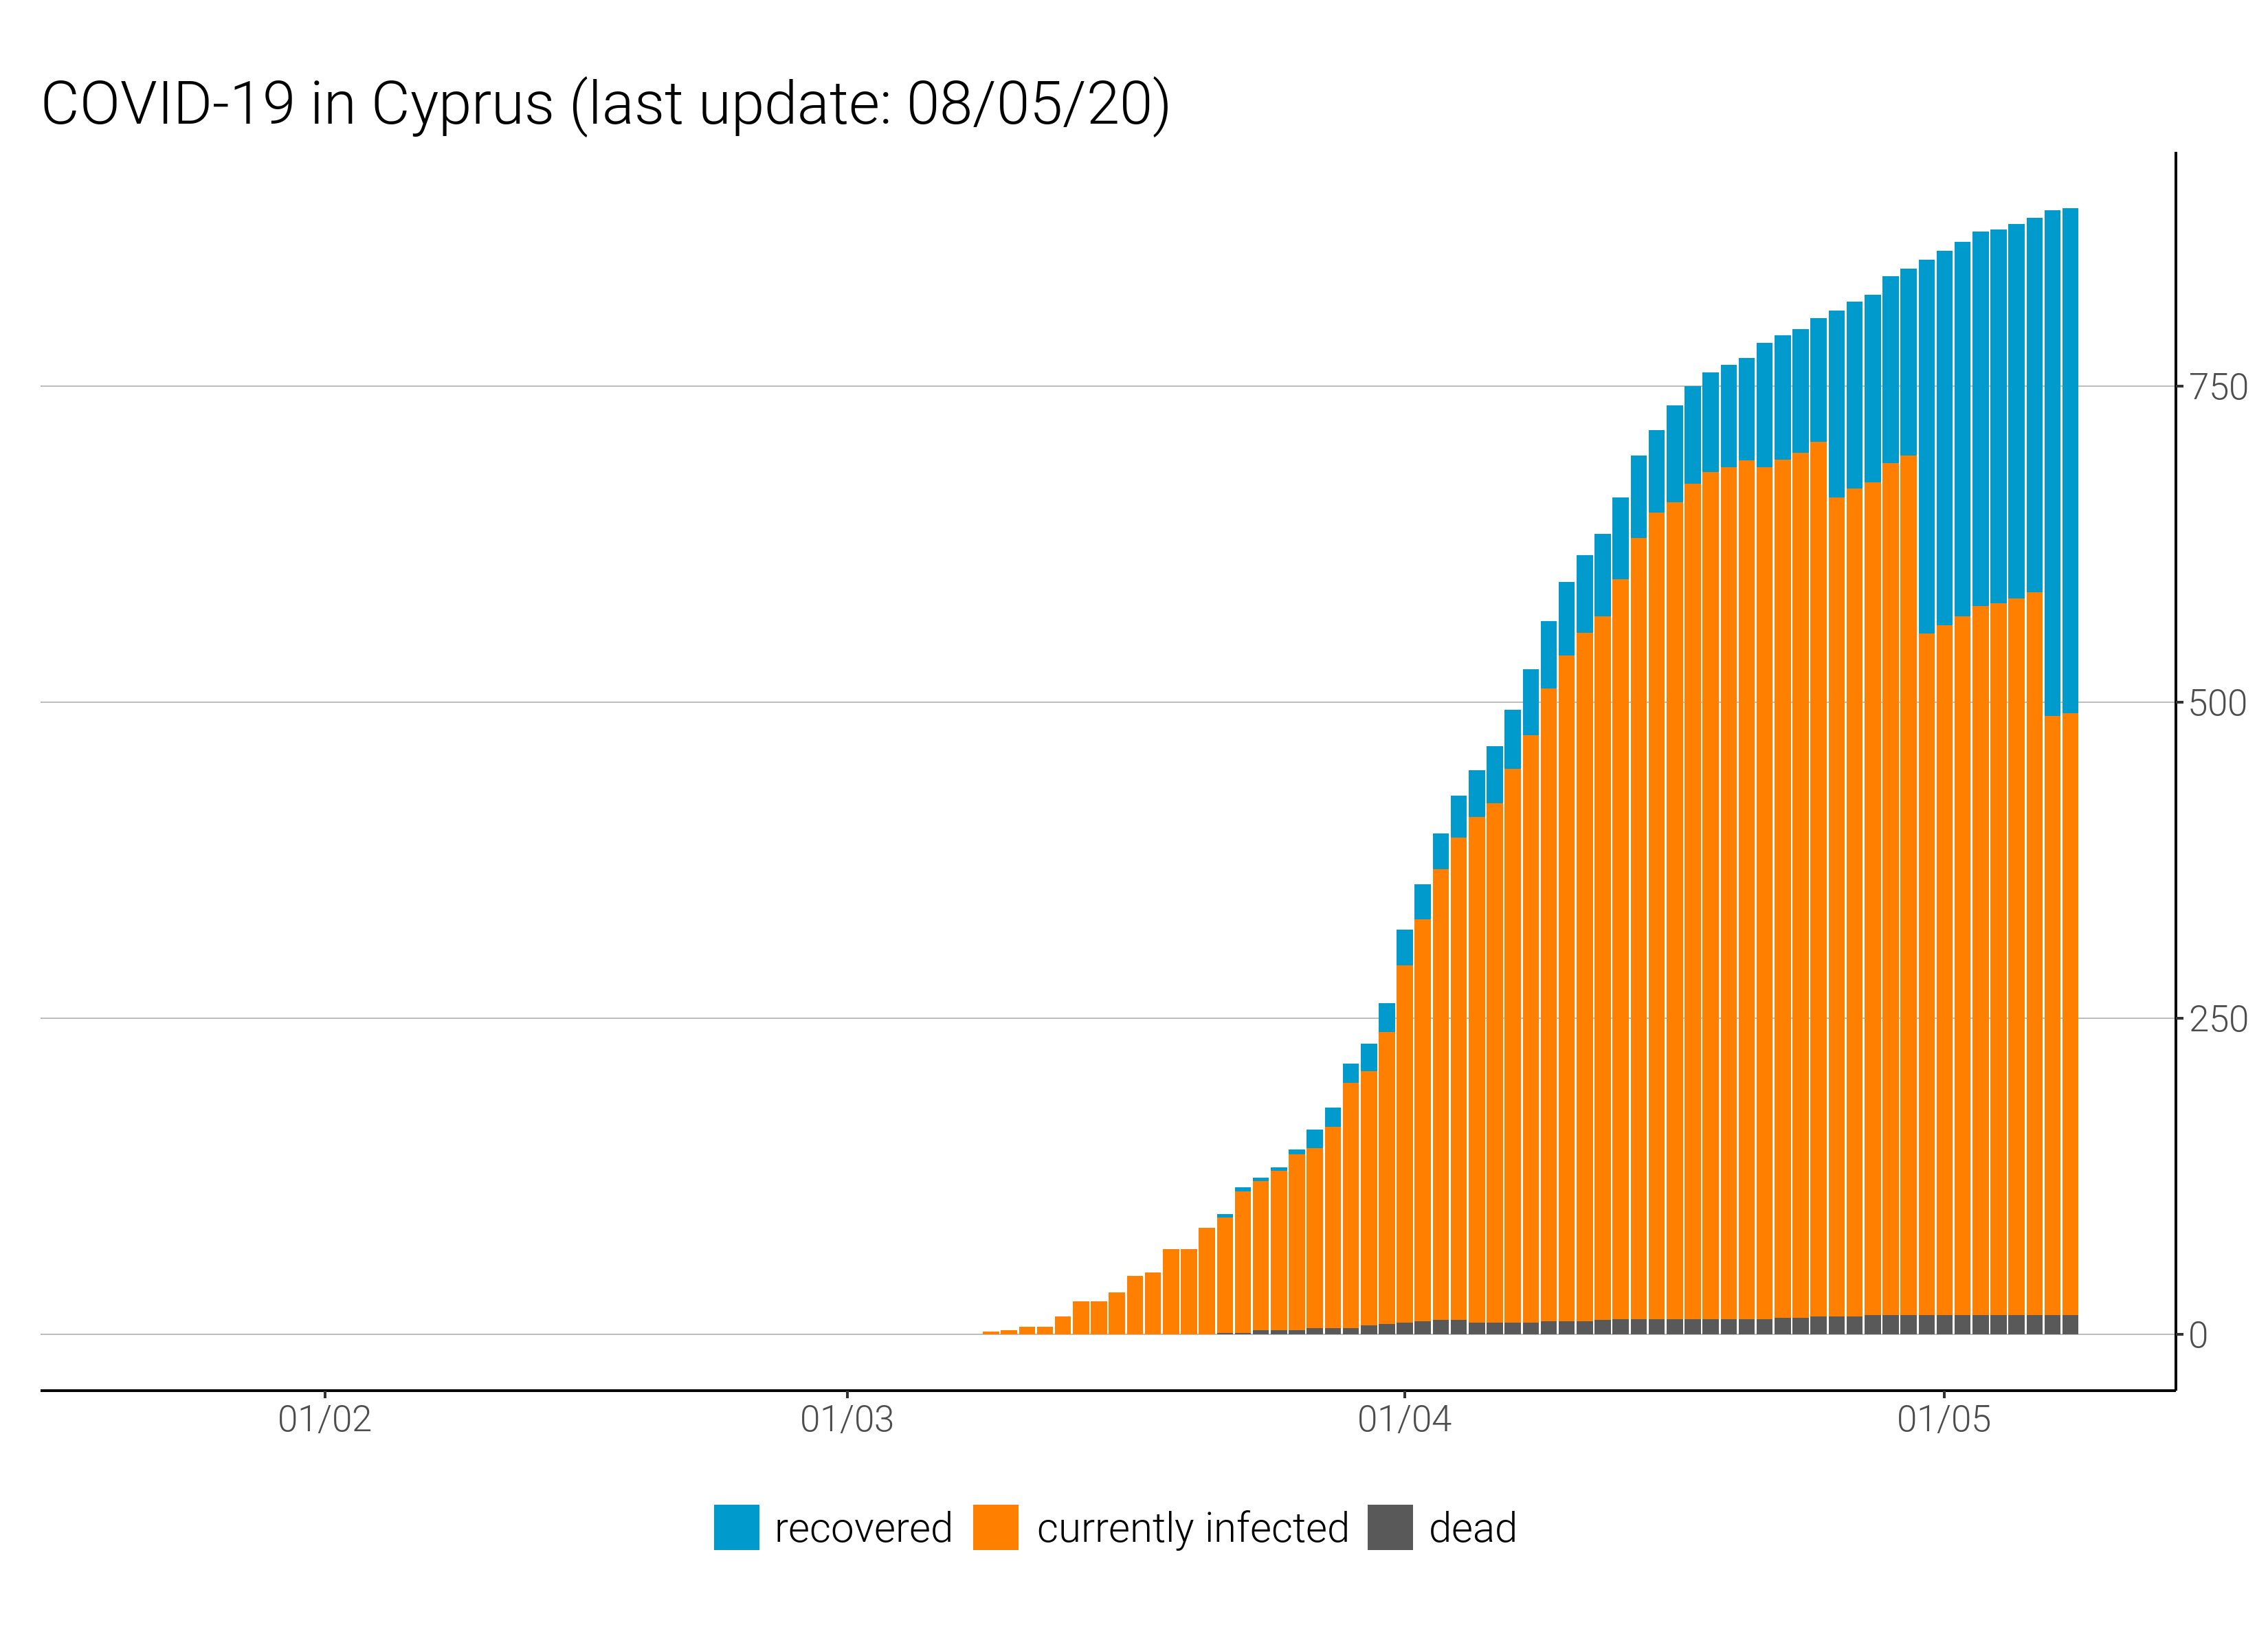 COVID-19 in Cyprus (last update: 08/05/20)
750
500
250
0
01/02 01/03 01/04 01/05
recovered currently infected dead